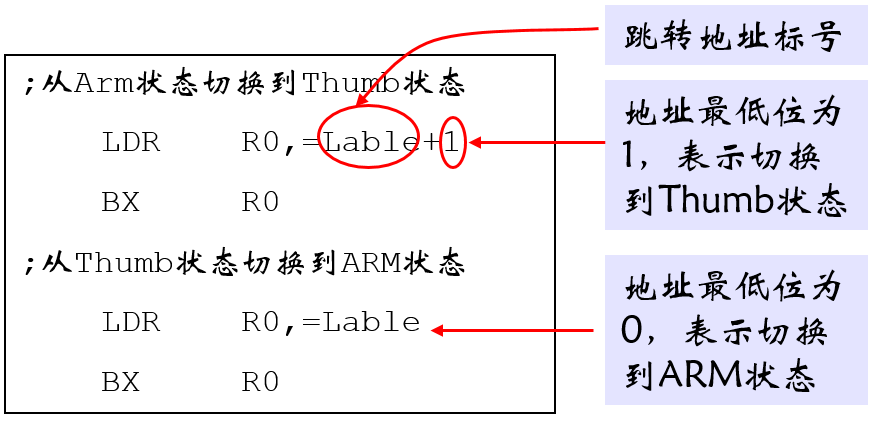 ;从Arm状态切换到Thumb状态
LDR R0,=Lable+1
BX R0
;从Thumb状态切换到ARM状态
LDR R0,=Lable
BX R0
跳转地址标号
地址最低位为
1，表示切换
到Thumb状态
地址最低位为
0，表示切换
到ARM状态